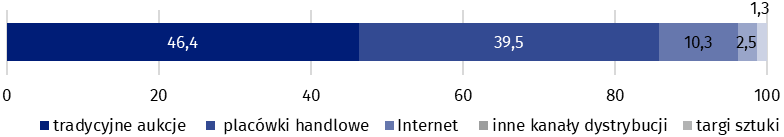 1,3
46,4 39,5 10,3 2,5
0 20 40 60 80 100
tradycyjne aukcje placówki handlowe Internet inne kanały dystrybucji targi sztuki